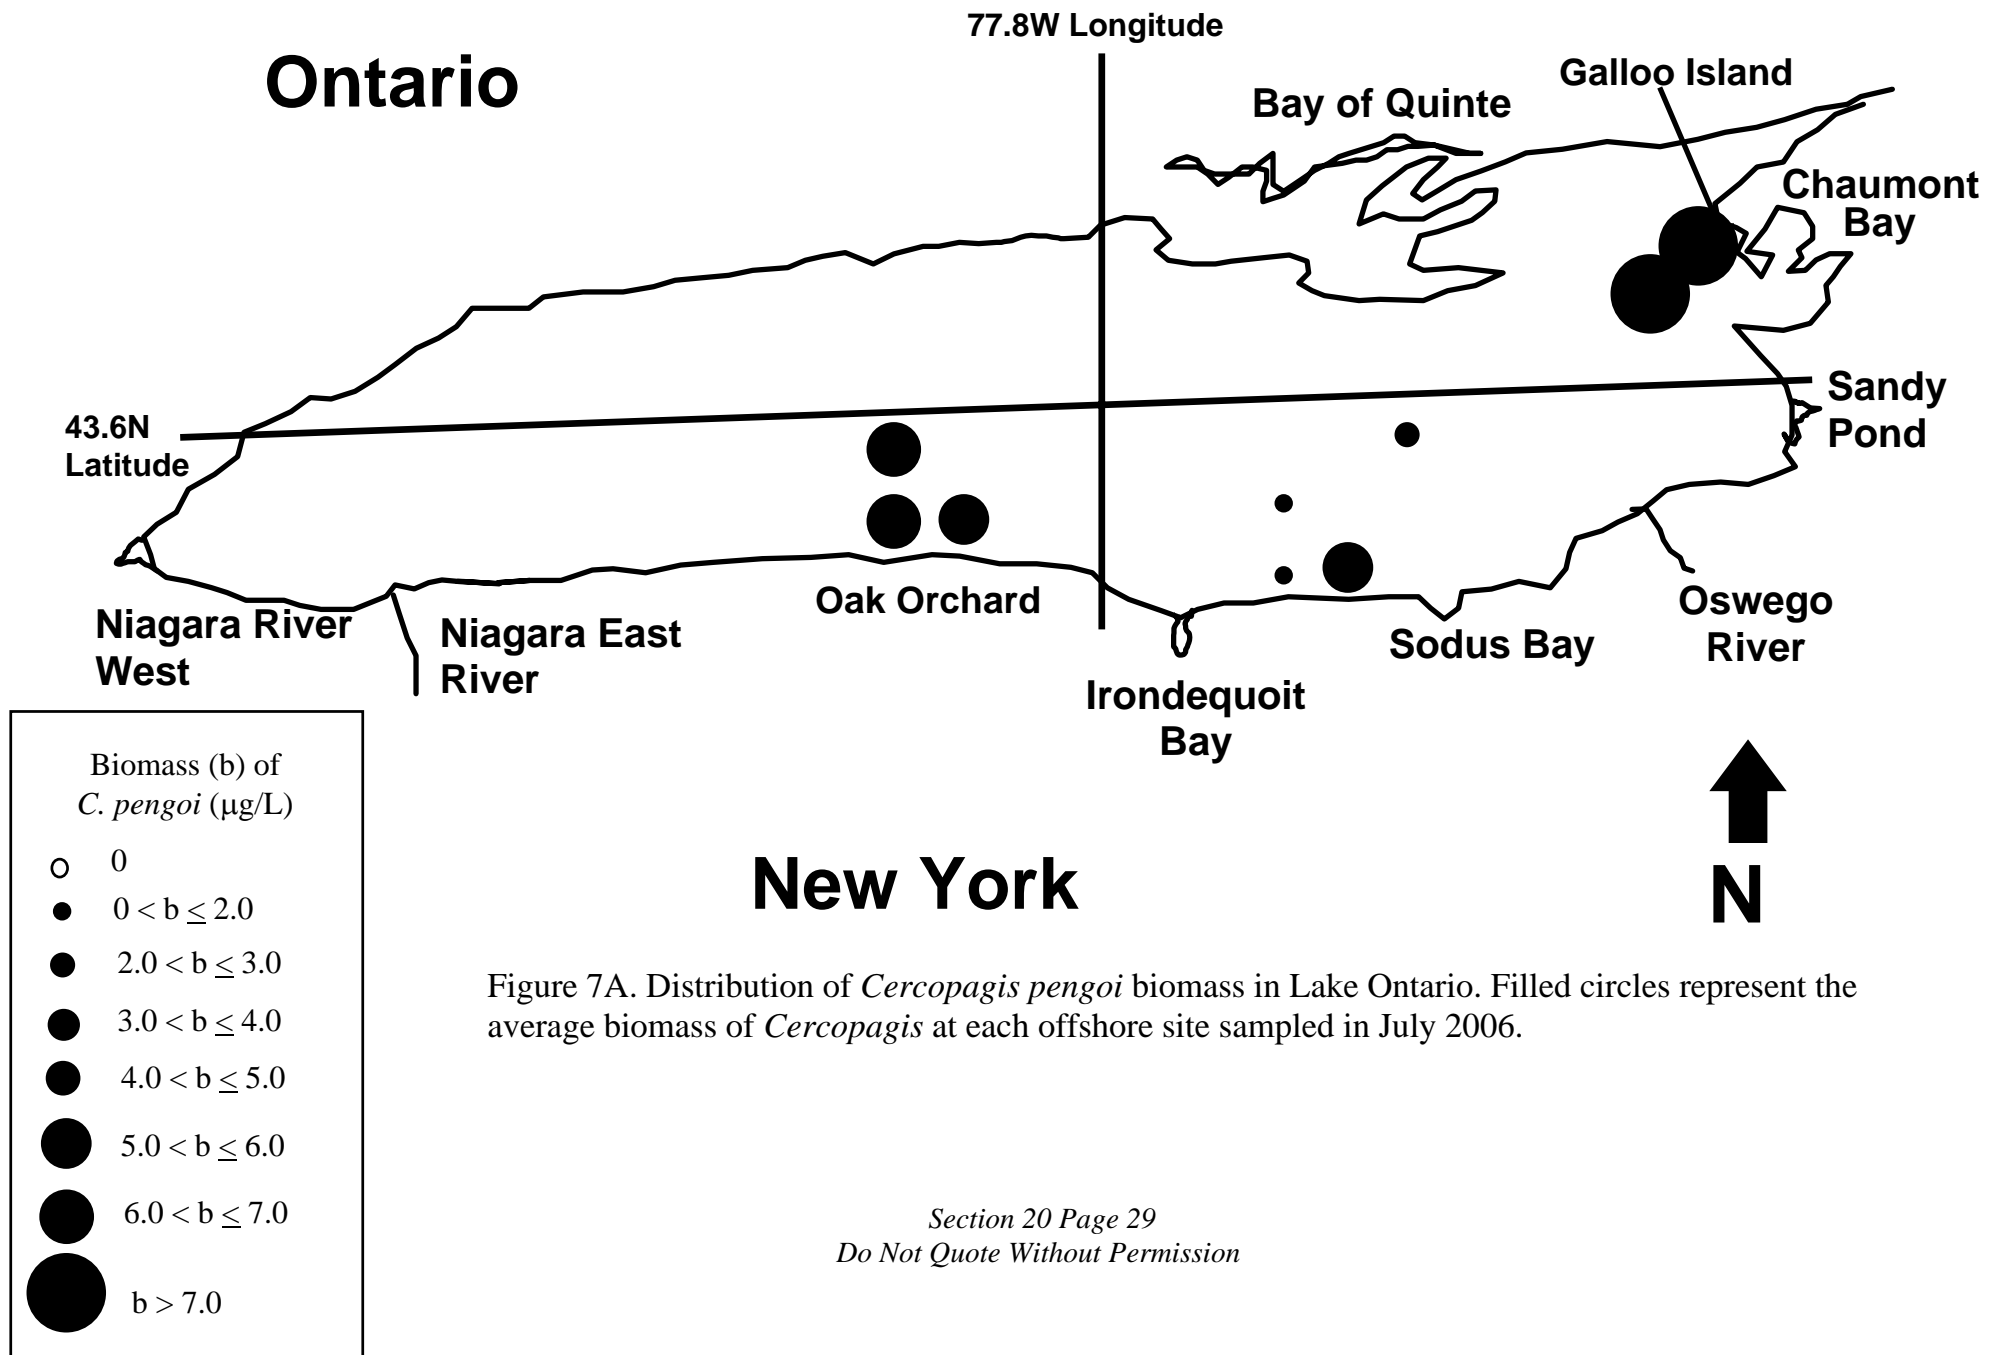 77.8W Longitude
Ontario
Galloo Island
Bay of Quinte
Chaumont
Bay
43.6N
Latitude
Sandy
Pond
Niagara River
West
Niagara East
River
Oak Orchard
Irondequoit
Bay
Sodus Bay
Oswego
River
Biomass (b) of
C. pengoi (µg/L)
0
0 < b ≤ 2.0
2.0 < b ≤ 3.0
3.0 < b ≤ 4.0
4.0 < b ≤ 5.0
5.0 < b ≤ 6.0
6.0 < b ≤ 7.0
b > 7.0
New York
N
Figure 7A. Distribution of Cercopagis pengoi biomass in Lake Ontario. Filled circles represent the
average biomass of Cercopagis at each offshore site sampled in July 2006.
Section 20 Page 29
Do Not Quote Without Permission